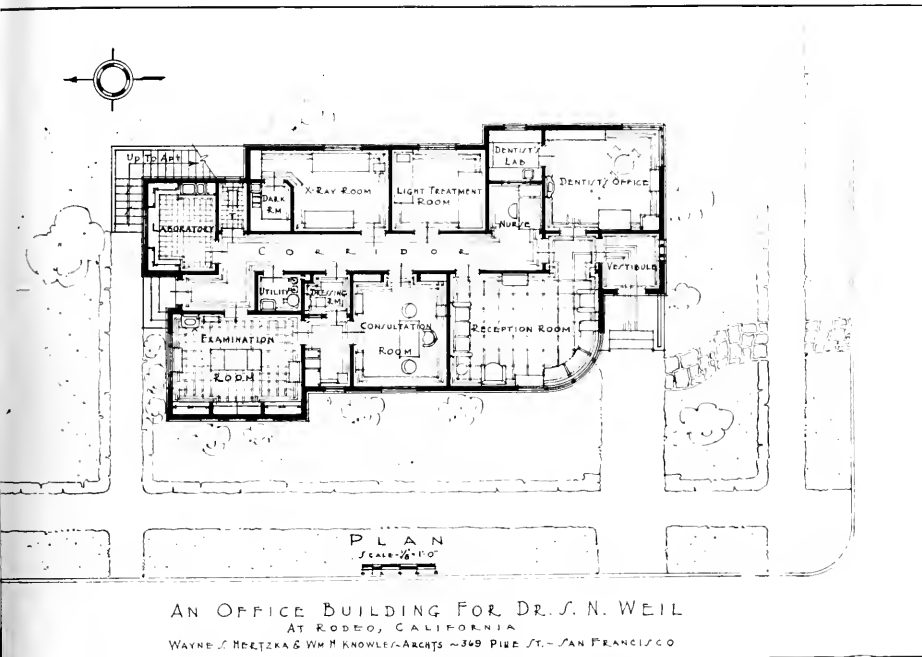 UP TO APT
DENTIST'S
LAB
DENTIST'S OFFICE
X-RAY ROOM
DARK
RM
LIGHT TREATMENT
ROOM
LABORATORY
T.
NURSE
CORRIDOR
VESTIBULE
UTILITY
DRESSING
RM
EXAMINATION
ROOM
CONSULTATION
ROOM
RECEPTION ROOM
PLAN
SCALE-1/8"=1'-0"
AN OFFICE BUILDING FOR DR. S. N. WEIL
AT RODEO, CALIFORNIA
WAYNE S. HERTZKA & WM H KNOWLES-ARCHTS ~369 PINE ST.- SAN FRANCISCO